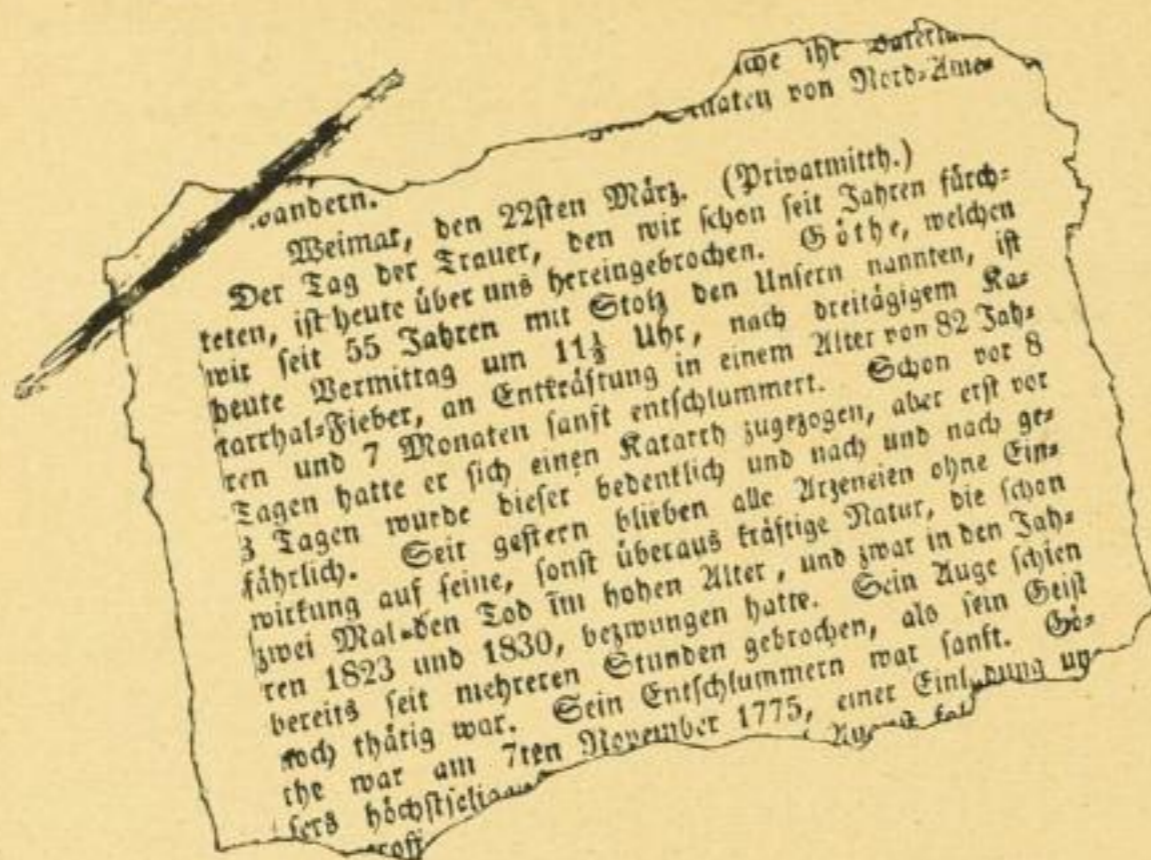 ihr
von Nord-Ame⸗
wandern.
Weimar, den 22sten März. (Privatmitth.)
Der Tag der Trauer, den wir schon seit Jahren fürch⸗
teten, ist heute über uns hereingebrochen. Göthe, welchen
wir seit 55 Jahren mit Stolz den Unsern nannten, ist
heute Vormittag um 11½ Uhr, nach dreitägigem Ka⸗
tarrhal⸗Fieber, an Entkräftung in einem Alter von 82 Jah⸗
ren und 7 Monaten sanft entschlummert. Schon vor 8
Tagen hatte er sich einen Katarrh zugezogen, aber erst vor
3 Tagen wurde dieser bedenklich und nach und nach ge⸗
fährlich. Seit gestern blieben alle Arzeneien ohne Ein⸗
wirkung auf seine, sonst überaus kräftige Natur, die schon
zwei Mal den Tod im hohen Alter, und zwar in den Jah⸗
ren 1823 und 1830, bezwungen hatte. Sein Auge schien
bereits seit mehreren Stunden gebrochen, als sein Geist
noch thätig war. Sein Entschlummern war sanft. Gö⸗
the war am 7ten November 1775, einer Einladung un⸗
sers